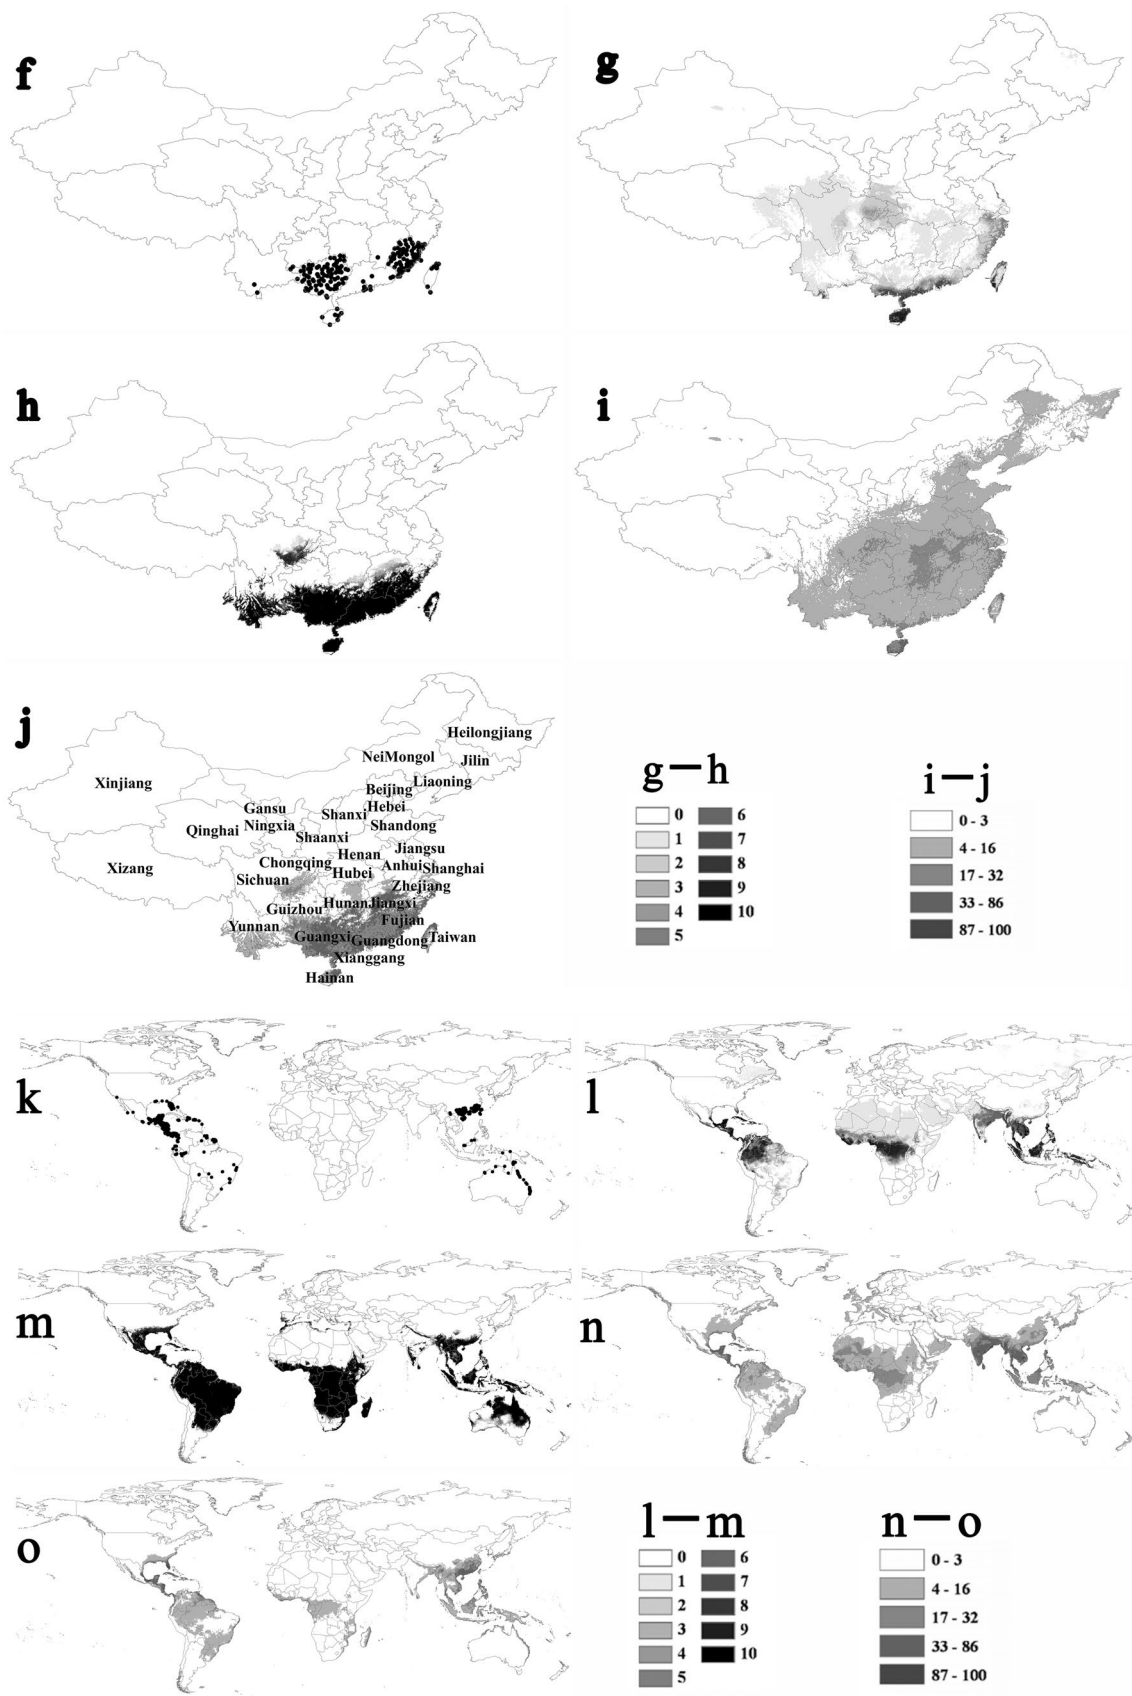 f
g
h
i
j
Heilongjiang
NeiMongol
Jilin
Xinjiang
Liaoning
Beijing
Hebei
Gansu
Shanxi
Qinghai
Ningxia
Shandong
Shaanxi
Jiangsu
Henan
Xizang
Chongqing
Anhui
Shanghai
Hubei
Sichuan
Zhejiang
Guizhou
Hunan
Jiangxi
Fujian
Yunnan
Guangxi
Guangdong
Taiwan
Xianggang
Hainan
g—h
0 6
1 7
2 8
3 9
4 10
5
i—j
0 - 3
4 - 16
17 - 32
33 - 86
87 - 100
k
l
m
n
o
l—m
0 6
1 7
2 8
3 9
4 10
5
n—o
0 - 3
4 - 16
17 - 32
33 - 86
87 - 100